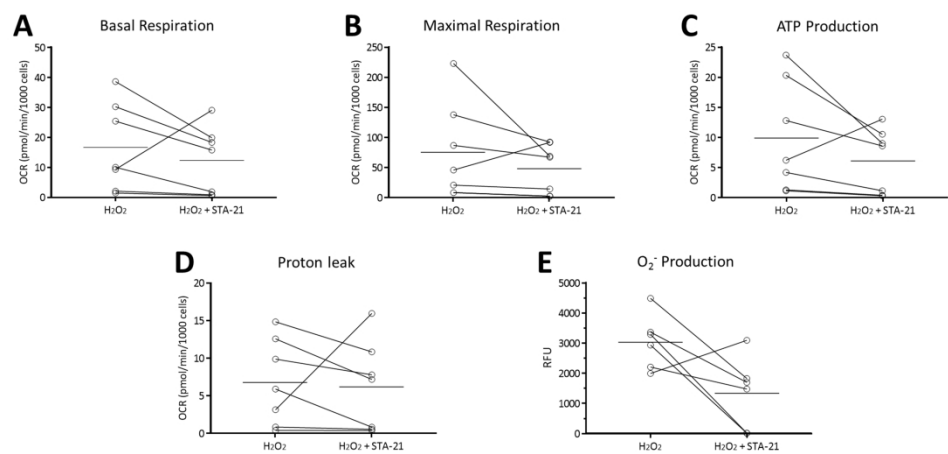 A Basal Respiration
OCR (pmol/min/1000 cells)
50
40
30
20
10
0
H₂O₂ H₂O₂ + STA-21
B Maximal Respiration
OCR (pmol/min/1000 cells)
250
200
150
100
50
0
H₂O₂ H₂O₂ + STA-21
C ATP Production
OCR (pmol/min/1000 cells)
25
20
15
10
5
0
H₂O₂ H₂O₂ + STA-21
D Proton leak
OCR (pmol/min/1000 cells)
20
15
10
5
0
H₂O₂ H₂O₂ + STA-21
E O₂⁻ Production
RFU
5000
4000
3000
2000
1000
0
H₂O₂ H₂O₂ + STA-21